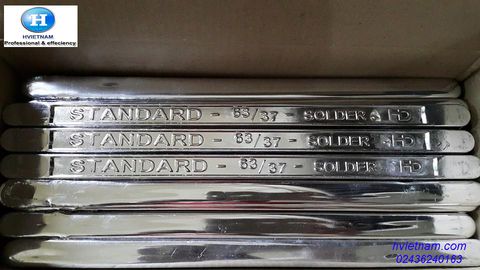 H
HVIETNAM
Professional & effeciency
STANDARD - 63/37 - SOLDER HD
STANDARD - 63/37 - SOLDER HD
STANDARD - 63/37 - SOLDER HD
hvietnam.com
02436240163